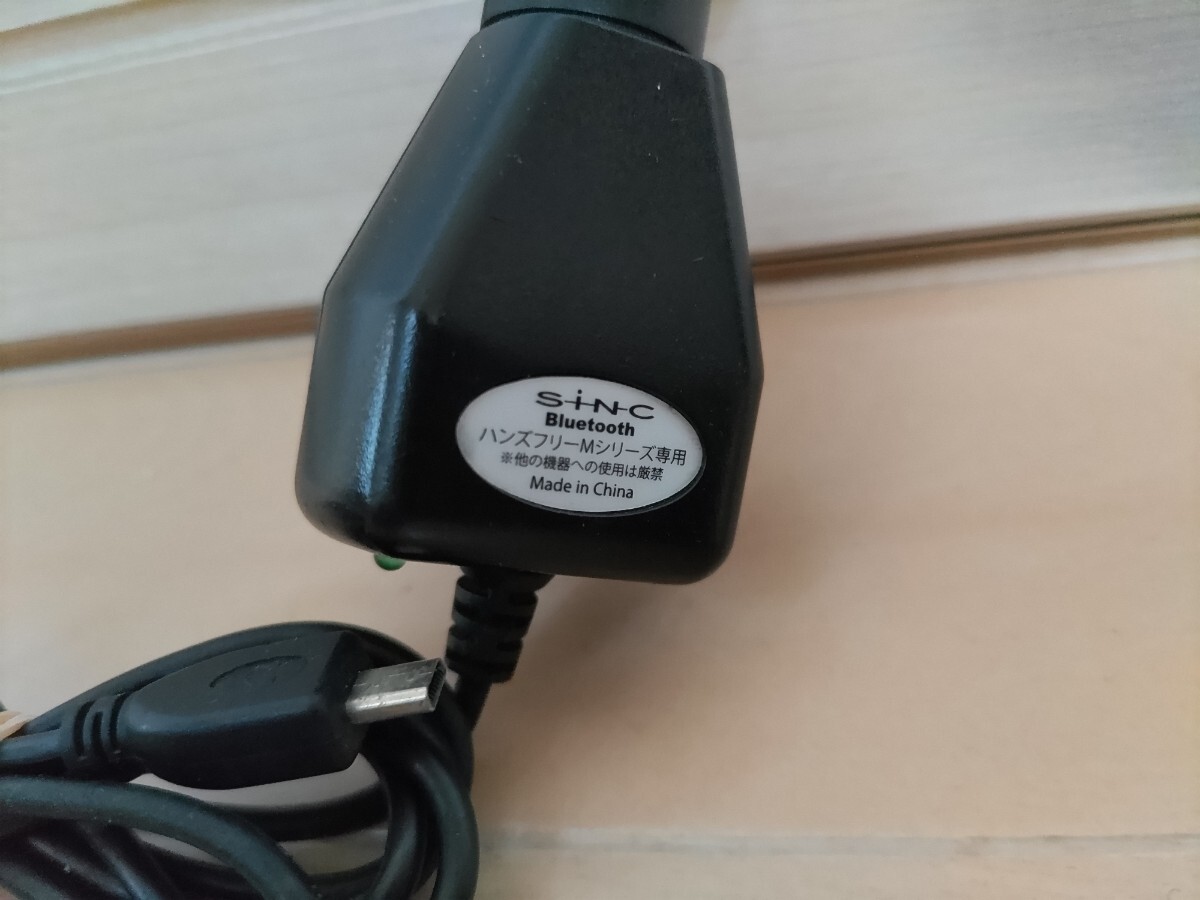 SiNC
Bluetooth
ハンズフリーMシリーズ専用
※他の機器への使用は厳禁
Made in China